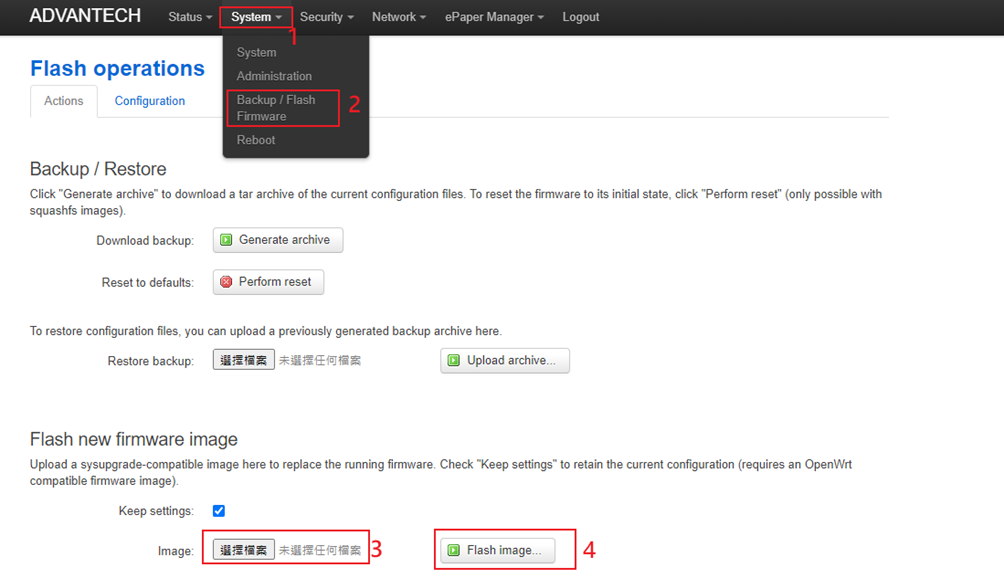 ADVANTECH Status System Security Network ePaper Manager Logout
1
System
Administration
Backup / Flash
Firmware
2
Reboot
Flash operations
Actions Configuration
Backup / Restore
Click "Generate archive" to download a tar archive of the current configuration files. To reset the firmware to its initial state, click "Perform reset" (only possible with
squashfs images).
Download backup: Generate archive
Reset to defaults: Perform reset
To restore configuration files, you can upload a previously generated backup archive here.
Restore backup: 選擇檔案 未選擇任何檔案 Upload archive...
Flash new firmware image
Upload a sysupgrade-compatible image here to replace the running firmware. Check "Keep settings" to retain the current configuration (requires an OpenWrt
compatible firmware image).
Keep settings:
Image: 選擇檔案 未選擇任何檔案 3 Flash image... 4